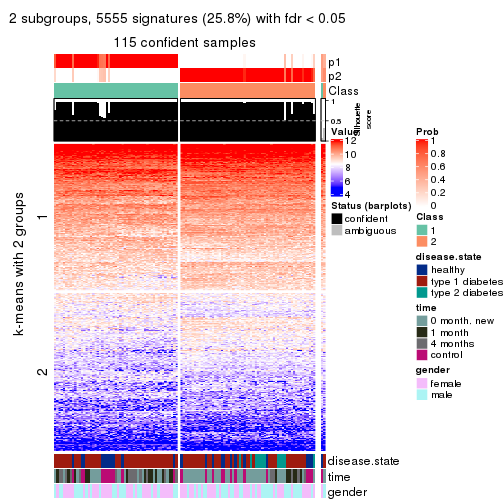 2 subgroups, 5555 signatures (25.8%) with fdr < 0.05
115 confident samples
p1
p2
Class
1
0.5
Silhouette
score
k-means with 2 groups
1
2
disease.state
time
gender
Value
12
10
8
6
4
Status (barplots)
confident
ambiguous
Prob
1
0.8
0.6
0.4
0.2
0
Class
1
2
disease.state
healthy
type 1 diabetes
type 2 diabetes
time
0 month. new
1 month
4 months
control
gender
female
male